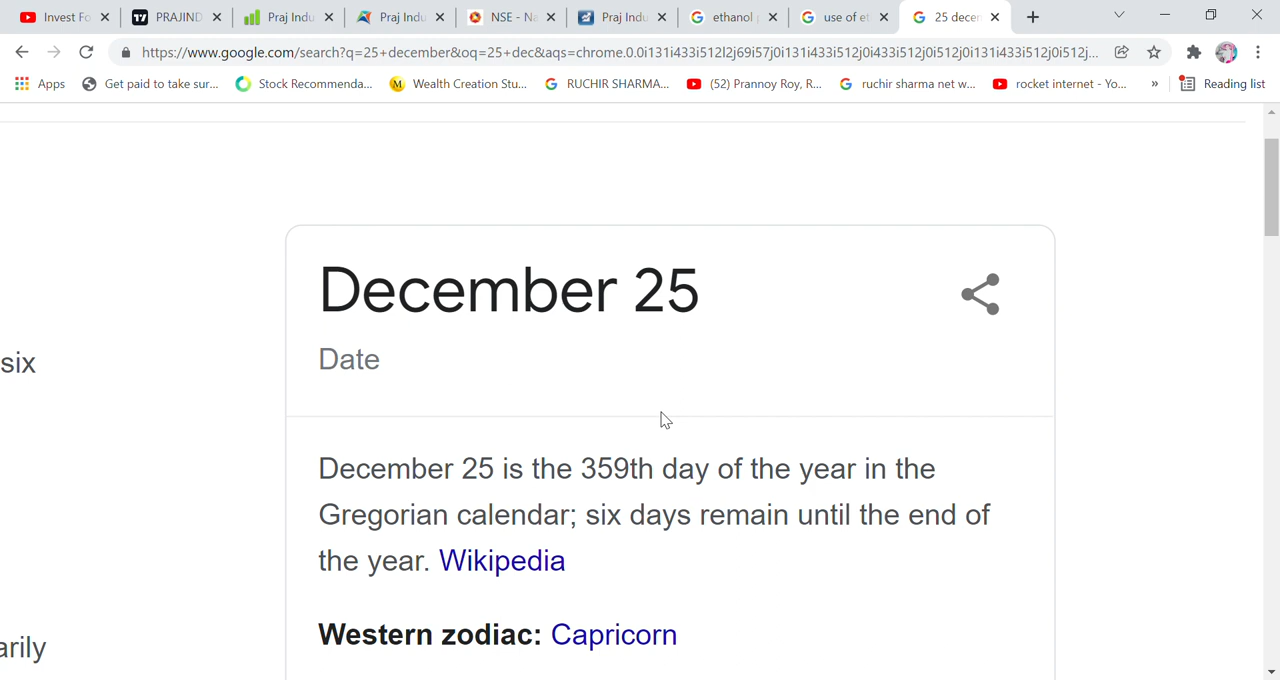 Invest Fo PRAJIND Praj Indu Praj Indu NSE - Na Praj Indu ethanol p use of et 25 decem
https://www.google.com/search?q=25+december&oq=25+dec&aqs=chrome.0.0i131i433i512l2j69i57j0i131i433i512j0i433i512j0i512j0i131i433i512j0i512j...
Apps Get paid to take sur... Stock Recommenda... M Wealth Creation Stu... RUCHIR SHARMA... (52) Prannoy Roy, R... ruchir sharma net w... rocket internet - Yo... » Reading list
December 25
Date
six
December 25 is the 359th day of the year in the
Gregorian calendar; six days remain until the end of
the year. Wikipedia
Western zodiac: Capricorn
arily